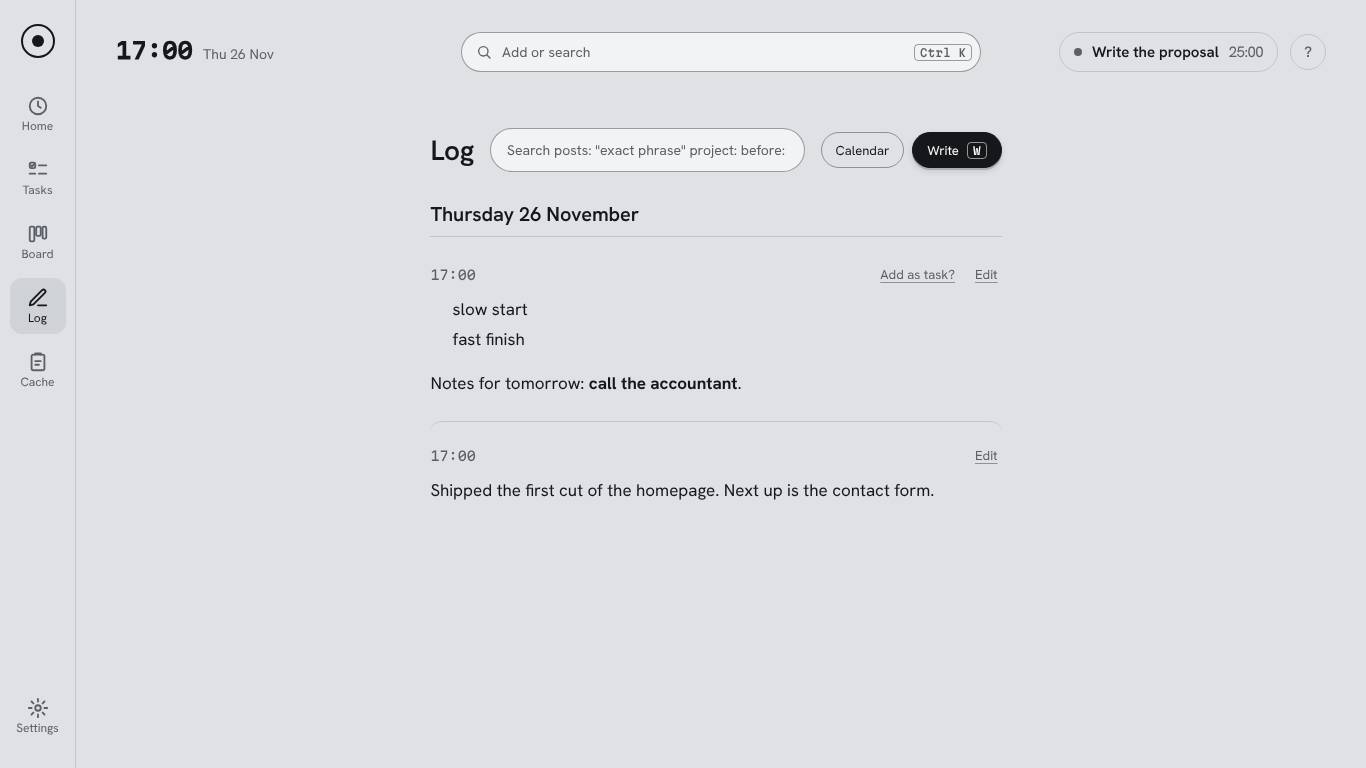 17:00 Thu 26 Nov
Add or search Ctrl K
Write the proposal 25:00
?
Home
Tasks
Board
Log
Cache
Settings
Log
Search posts: "exact phrase" project: before:
Calendar
Write W
Thursday 26 November
17:00 Add as task? Edit
slow start
fast finish
Notes for tomorrow: call the accountant.
17:00 Edit
Shipped the first cut of the homepage. Next up is the contact form.